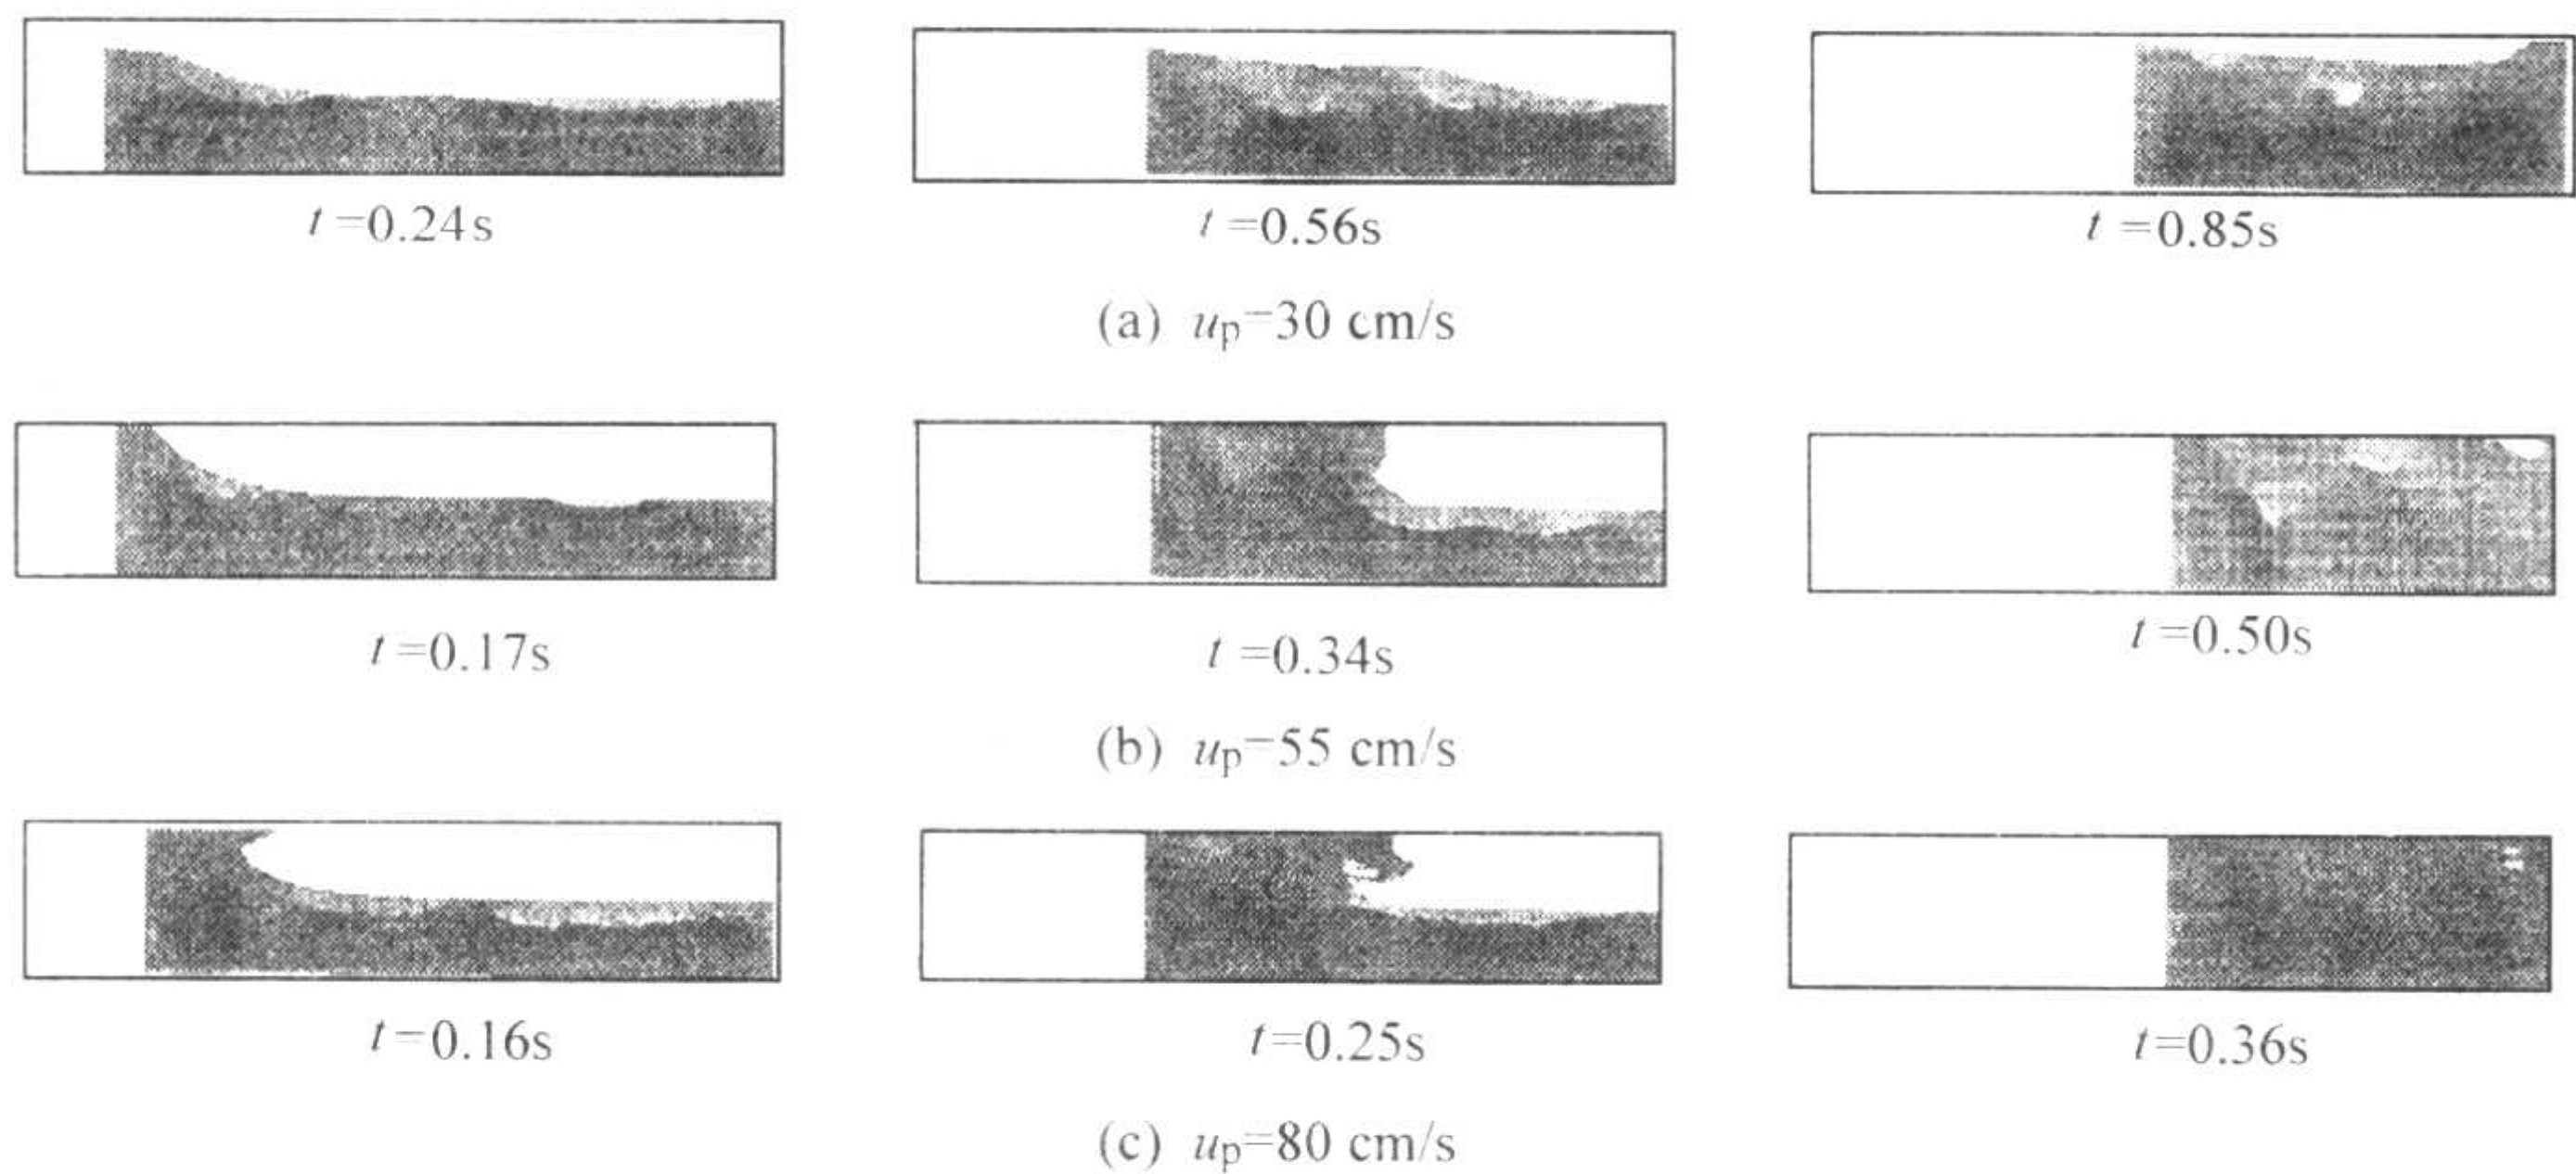 t=0.24s t=0.56s t=0.85s
(a) up=30 cm/s
t=0.17s t=0.34s t=0.50s
(b) up=55 cm/s
t=0.16s t=0.25s t=0.36s
(c) up=80 cm/s